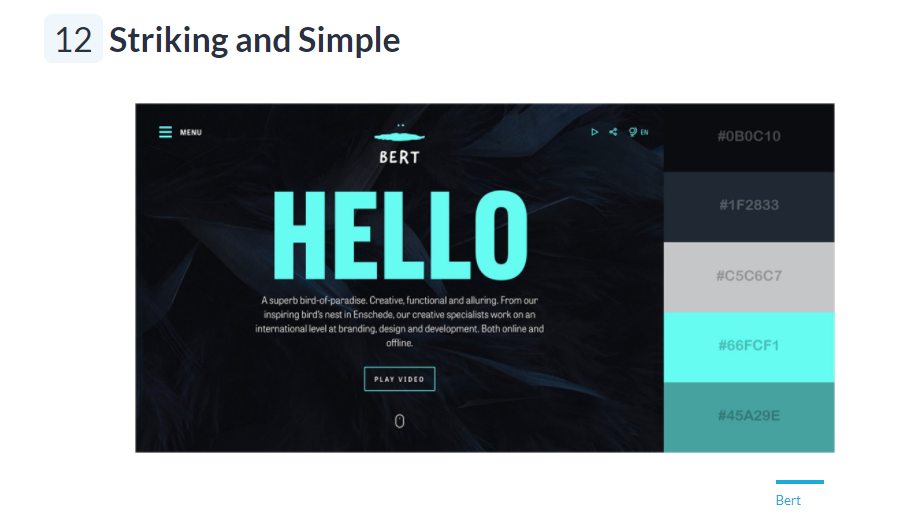 12 Striking and Simple
MENU
EN
BERT
HELLO
A superb bird-of-paradise. Creative, functional and alluring. From our
inspiring bird's nest in Enschede, our creative specialists work on an
international level at branding, design and development. Both online and
offline.
PLAY VIDEO
#0B0C10
#1F2833
#C5C6C7
#66FCF1
#45A29E
Bert